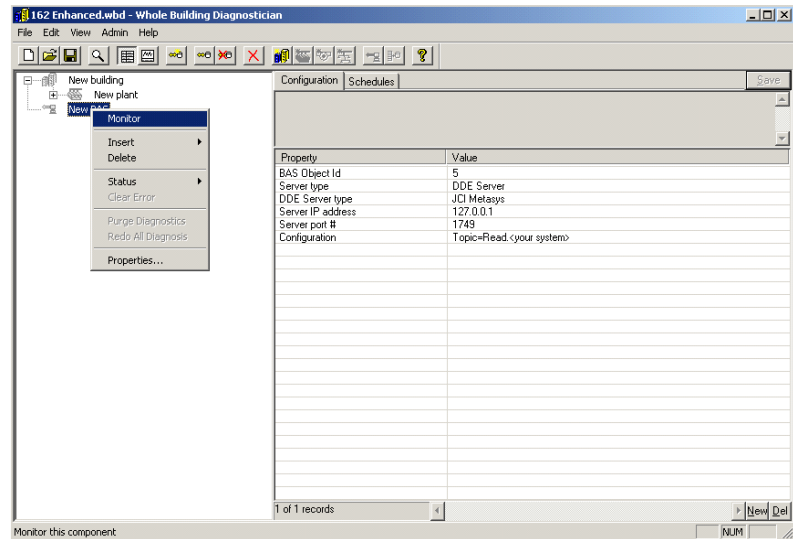 162 Enhanced.wbd - Whole Building Diagnostician
File Edit View Admin Help
New building
New plant
New
Monitor
Insert
Delete
Status
Clear Error
Purge Diagnostics
Redo All Diagnosis
Properties...
Configuration Schedules Save
Property Value
BAS Object Id 5
Server type DDE Server
DDE Server type JCI Metasys
Server IP address 127.0.0.1
Server port # 1749
Configuration Topic=Read.<your system>
1 of 1 records New Del
Monitor this component NUM